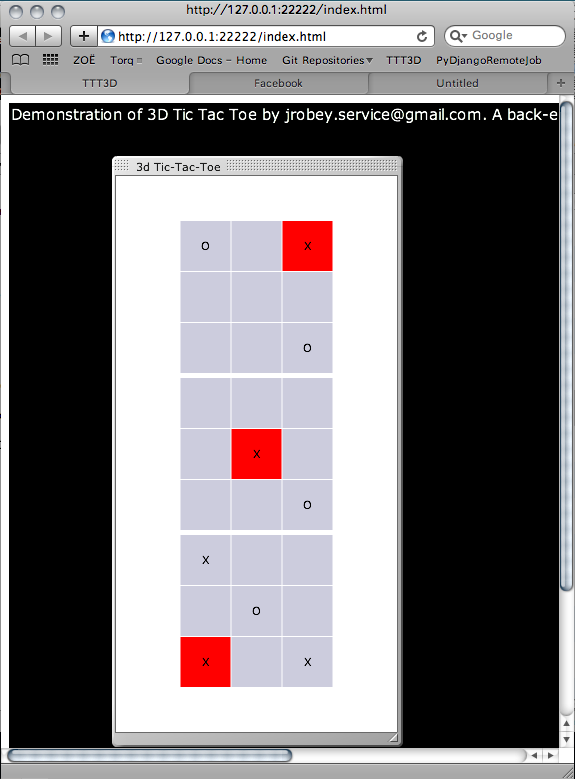 http://127.0.0.1:22222/index.html
http://127.0.0.1:22222/index.html Google
ZOË Torq Google Docs - Home Git Repositories TTT3D PyDjangoRemoteJob
TTT3D Facebook Untitled
Demonstration of 3D Tic Tac Toe by jrobey.service@gmail.com. A back-e
3d Tic-Tac-Toe
O X
O
X
O
X
O
X X